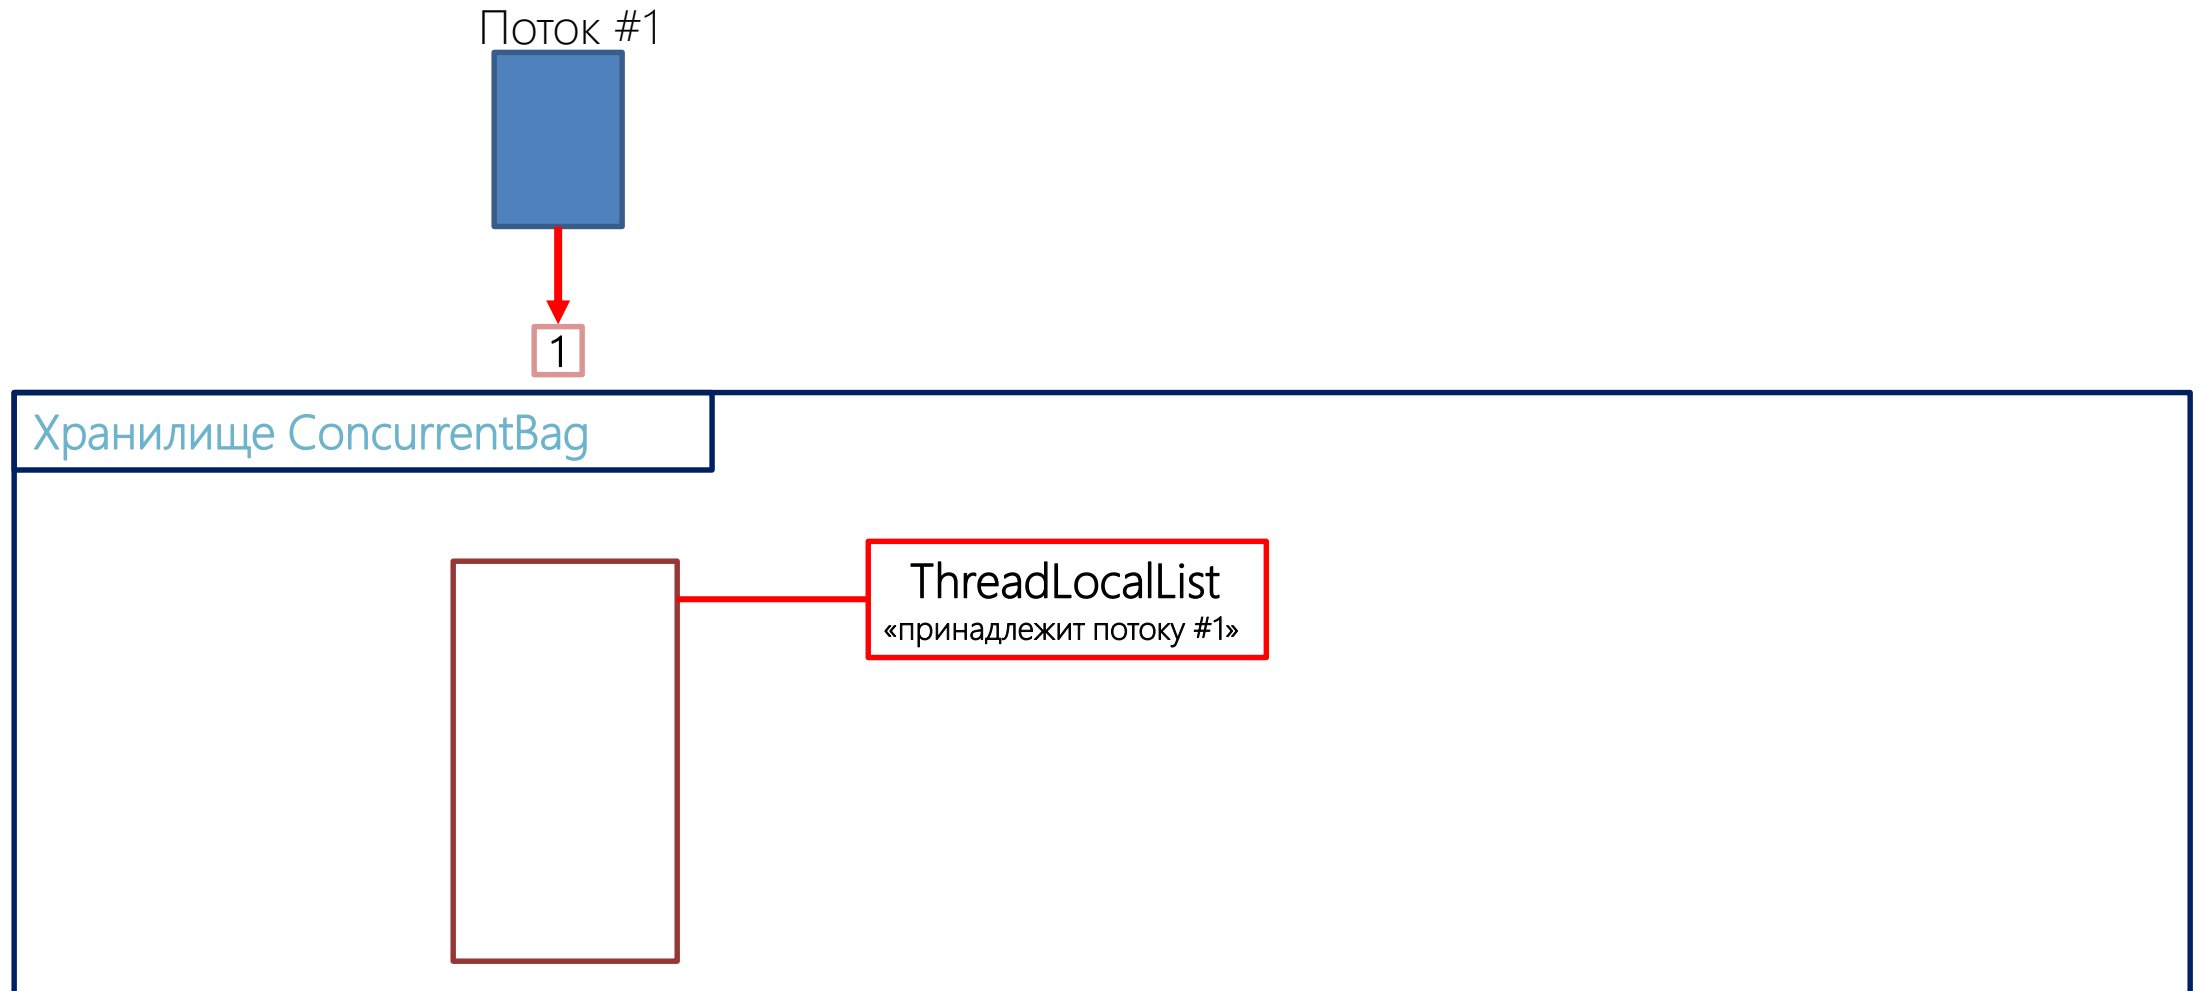 Поток #1
1
Хранилище ConcurrentBag
ThreadLocalList
«принадлежит потоку #1»